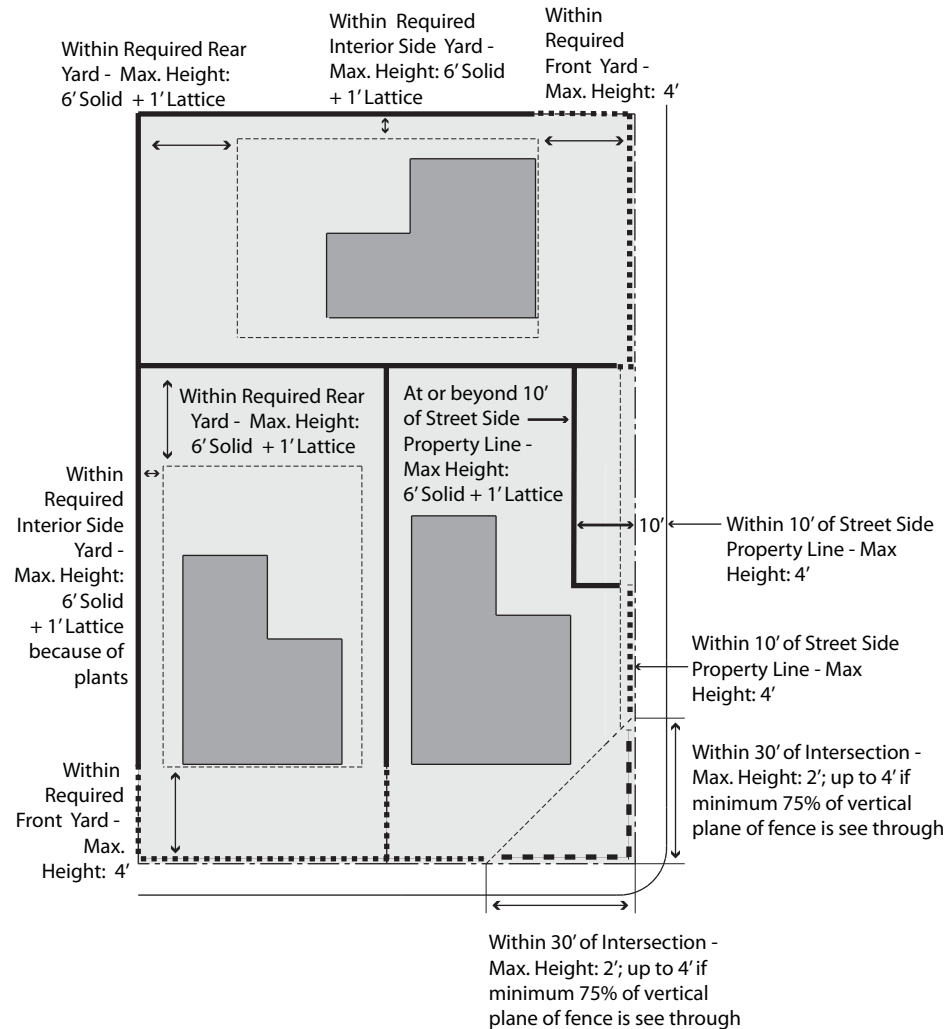 Within Required Rear
Yard - Max. Height:
6' Solid + 1' Lattice
Within Required
Interior Side Yard -
Max. Height: 6' Solid
+ 1' Lattice
Within
Required
Front Yard -
Max. Height: 4'
Within Required Rear
Yard - Max. Height:
6' Solid + 1' Lattice
At or beyond 10'
of Street Side
Property Line -
Max Height:
6' Solid + 1' Lattice
Within
Required
Interior Side
Yard -
Max. Height:
6' Solid
+ 1' Lattice
because of
plants
10'
Within 10' of Street Side
Property Line - Max
Height: 4'
Within 10' of Street Side
Property Line - Max
Height: 4'
Within
Required
Front Yard -
Max.
Height: 4'
Within 30' of Intersection -
Max. Height: 2'; up to 4' if
minimum 75% of vertical
plane of fence is see through
Within 30' of Intersection -
Max. Height: 2'; up to 4' if
minimum 75% of vertical
plane of fence is see through